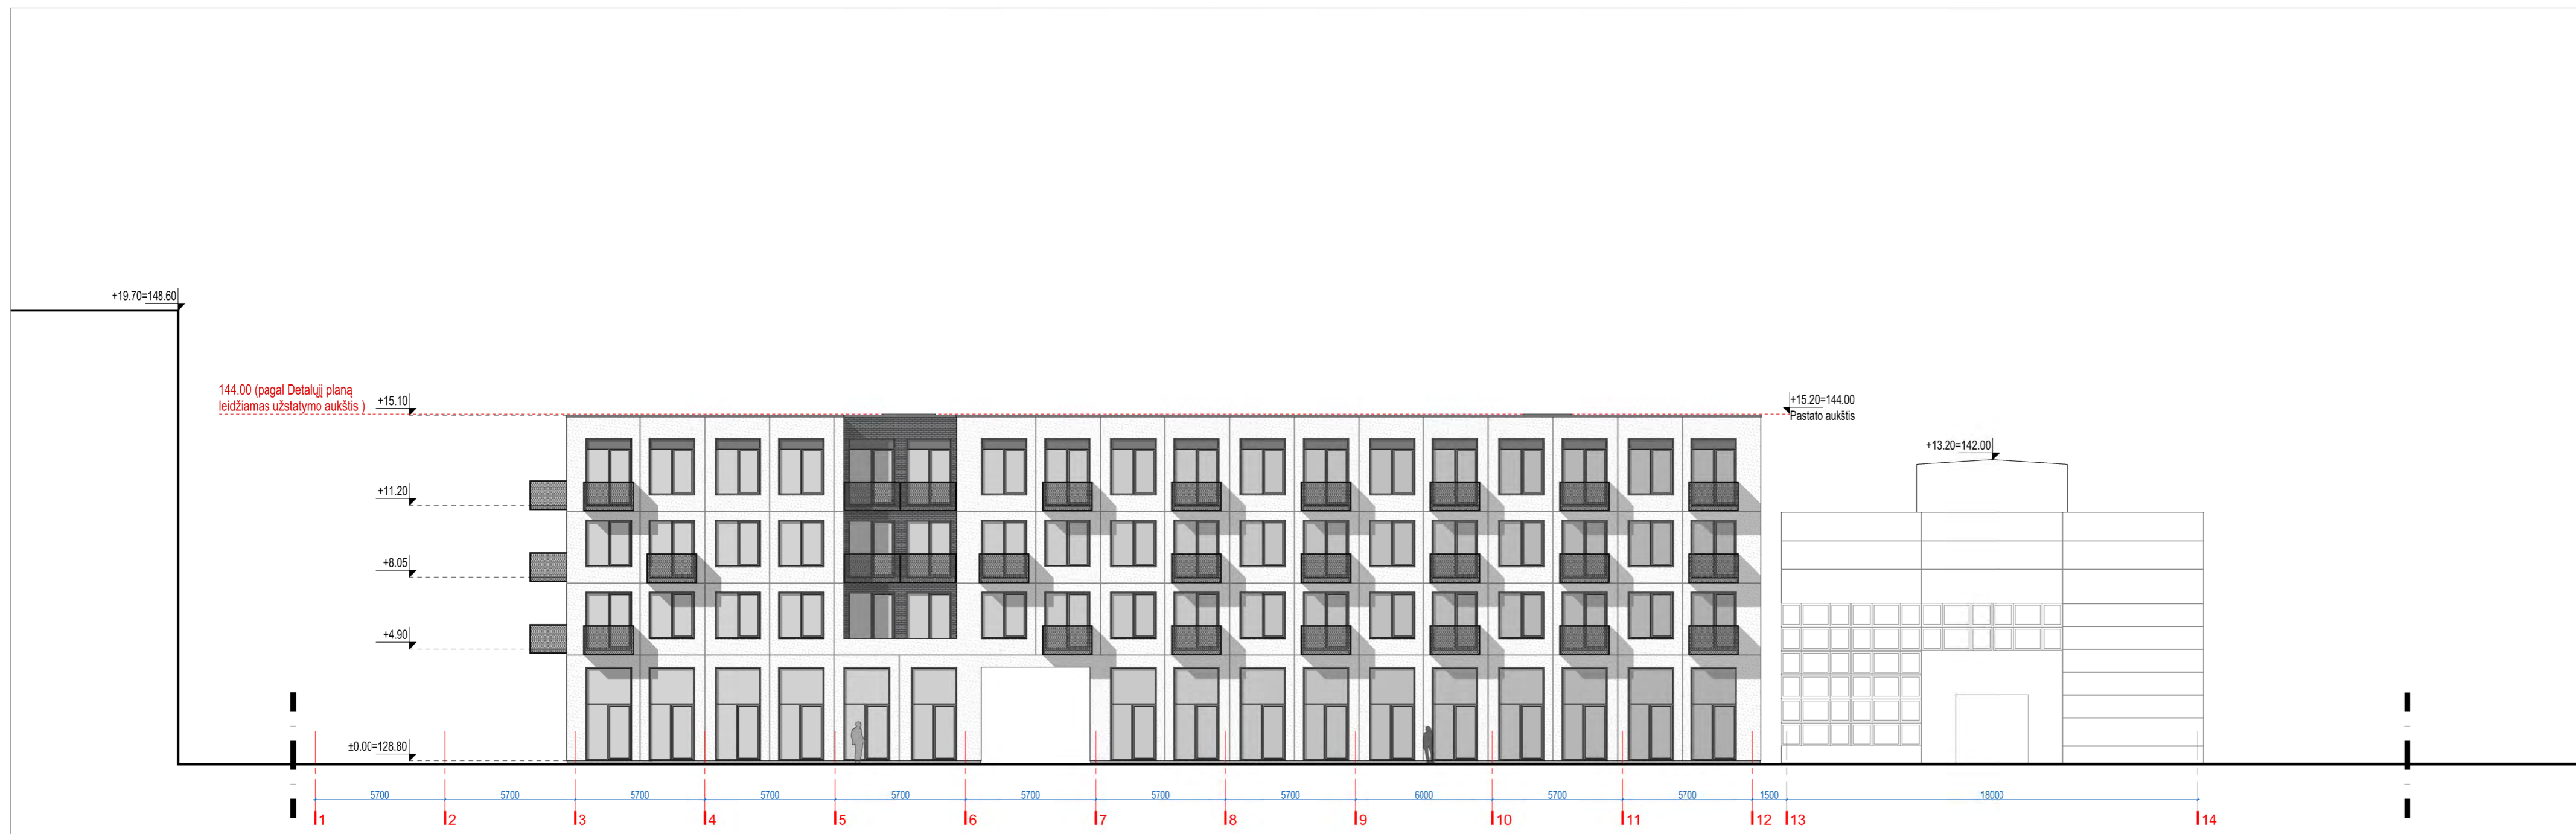 +19.70=148.60
144.00 (pagal Detalųjį planą
leidžiamas užstatymo aukštis )
+15.10
+15.20=144.00
Pastato aukštis
+13.20=142.00
+11.20
+8.05
+4.90
±0.00=128.80
5700 5700 5700 5700 5700 5700 5700 5700 6000 5700 5700 1500 18000
1 2 3 4 5 6 7 8 9 10 11 12 13 14